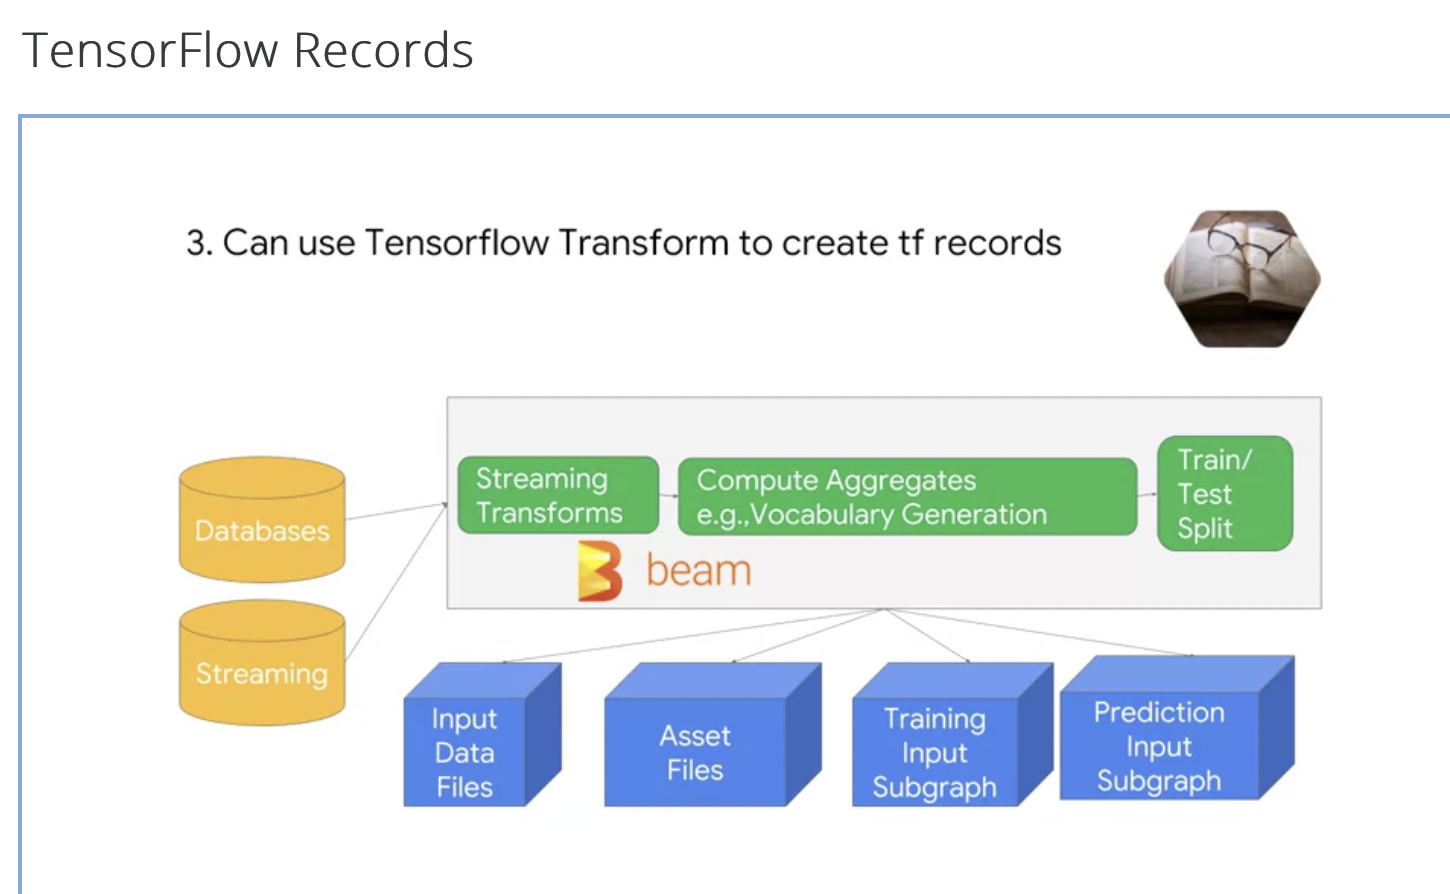 TensorFlow Records
3. Can use Tensorflow Transform to create tf records
Databases
Streaming
Streaming
Transforms
Compute Aggregates
e.g.,Vocabulary Generation
Train/
Test
Split
beam
Input
Data
Files
Asset
Files
Training
Input
Subgraph
Prediction
Input
Subgraph